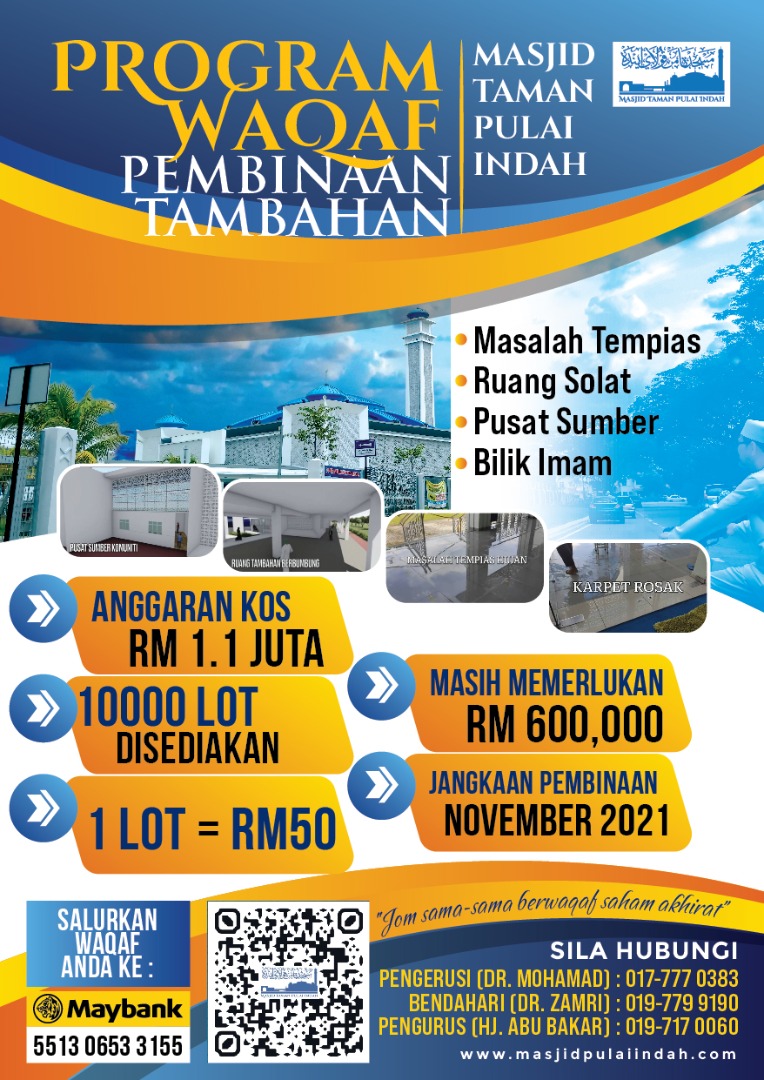 PROGRAM
WAQAF
PEMBINAAN
TAMBAHAN
MASJID
TAMAN
PULAI
INDAH
MASJID TAMAN PULAI INDAH
• Masalah Tempias
• Ruang Solat
• Pusat Sumber
• Bilik Imam
PUSAT SUMBER KOMUNITI
RUANG TAMBAHAN BERBUMBUNG
MASALAH TEMPIAS HUJAN
KARPET ROSAK
ANGGARAN KOS
RM 1.1 JUTA
10000 LOT
DISEDIAKAN
1 LOT = RM50
MASIH MEMERLUKAN
RM 600,000
JANGKAAN PEMBINAAN
NOVEMBER 2021
SALURKAN
WAQAF
ANDA KE :
Maybank
5513 0653 3155
MASJID TAMAN PULAI INDAH
"Jom sama-sama berwaqaf saham akhirat"
SILA HUBUNGI
PENGERUSI (DR. MOHAMAD) : 017-777 0383
BENDAHARI (DR. ZAMRI) : 019-779 9190
PENGURUS (HJ. ABU BAKAR) : 019-717 0060
www.masjidpulaiindah.com